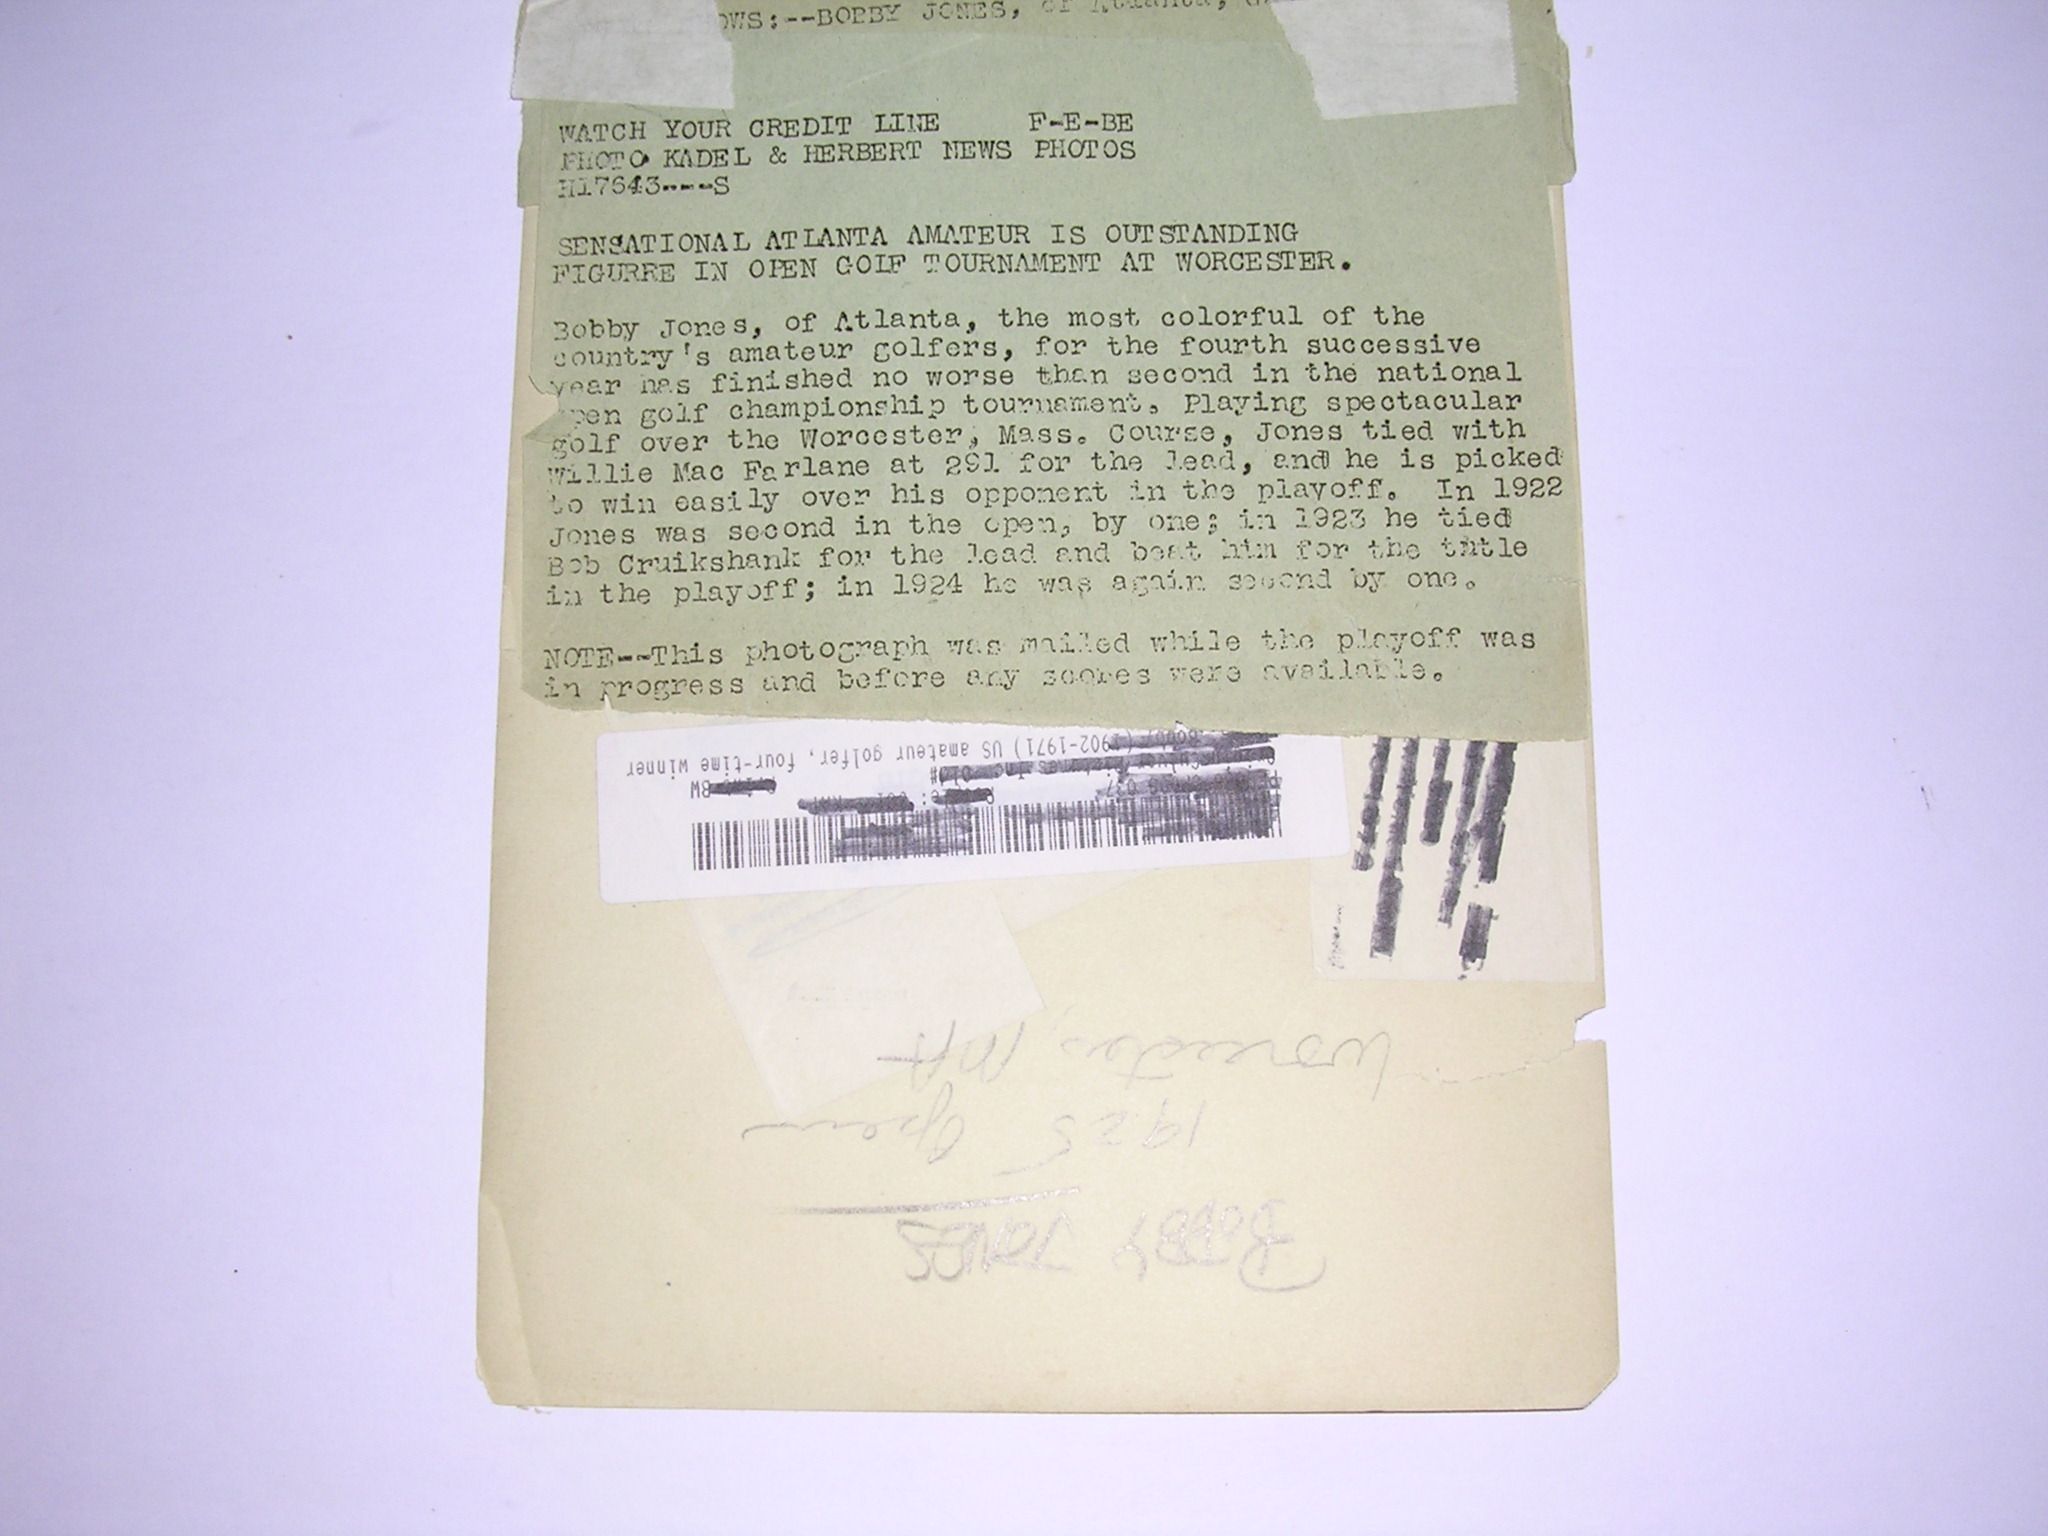 OWS:--BOBBY JONES, of Atlanta,
WATCH YOUR CREDIT LINE F-E-BE
PHOTO KADEL & HERBERT NEWS PHOTOS
H17643----S
SENSATIONAL ATLANTA AMATEUR IS OUTSTANDING
FIGURRE IN OPEN GOLF TOURNAMENT AT WORCESTER.
Bobby Jones, of Atlanta, the most colorful of the
country's amateur golfers, for the fourth successive
year has finished no worse than second in the national
open golf championship tournament. Playing spectacular
golf over the Worcester, Mass. Course, Jones tied with
Willie Mac Farlane at 291 for the lead, and he is picked
to win easily over his opponent in the playoff. In 1922
Jones was second in the open, by one; in 1923 he tied
Bob Cruikshank for the lead and beat him for the title
in the playoff; in 1924 he was again second by one.
NOTE--This photograph was mailed while the playoff was
in progress and before any scores were available.
Bobby (1902-1971) US amateur golfer, four-time winner
BW
Worcester, MA
1925 Open
BOBBY JONES